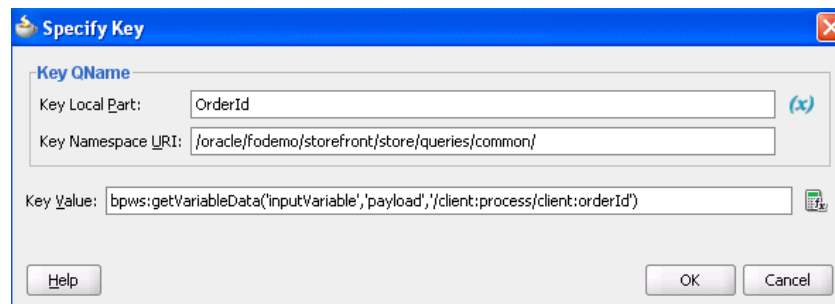 Specify Key
Key QName
Key Local Part: OrderId (x)
Key Namespace URI: /oracle/fodemo/storefront/store/queries/common/
Key Value: bpws:getVariableData('inputVariable','payload','/client:process/client:orderId')
Help OK Cancel